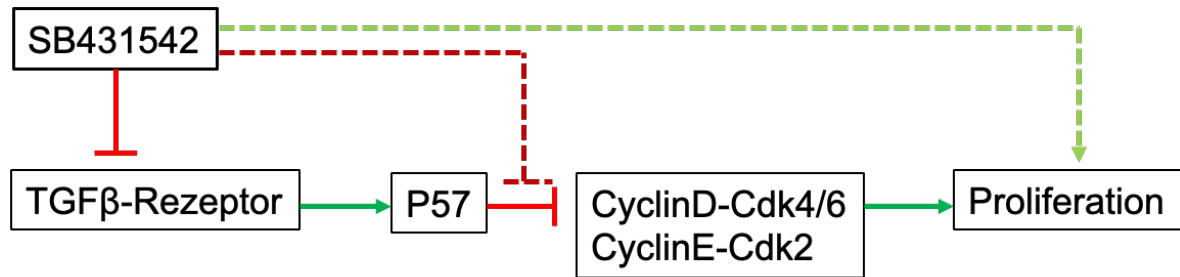 SB431542
TGFβ-Rezeptor
P57
CyclinD-Cdk4/6
CyclinE-Cdk2
Proliferation